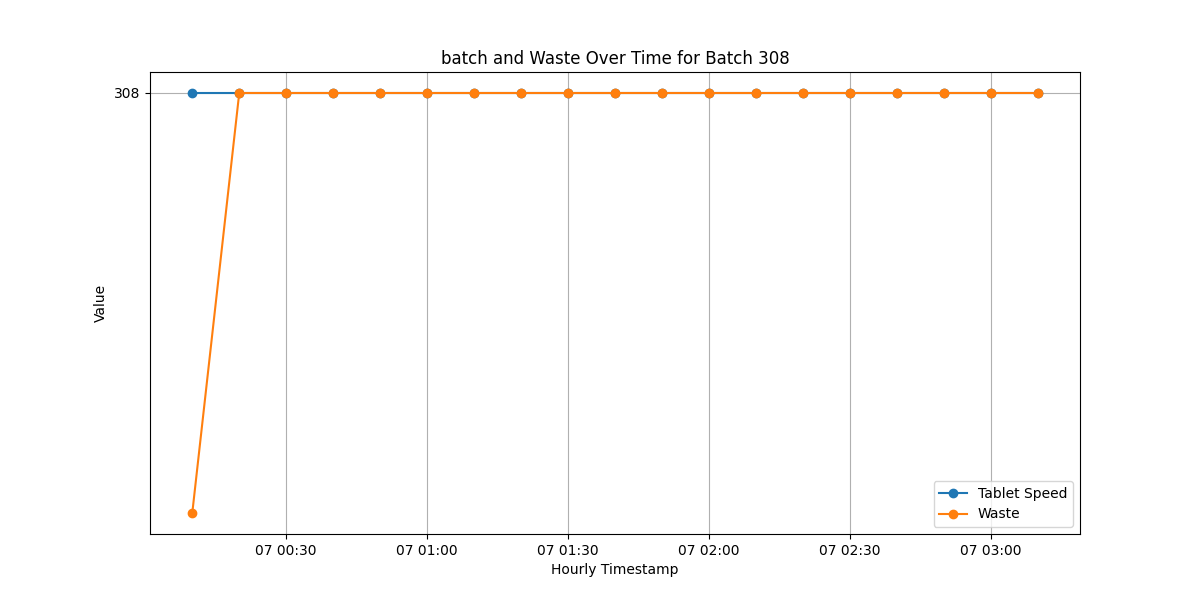 batch and Waste Over Time for Batch 308
308
Value
07 00:30
07 01:00
07 01:30
07 02:00
07 02:30
07 03:00
Hourly Timestamp
Tablet Speed
Waste